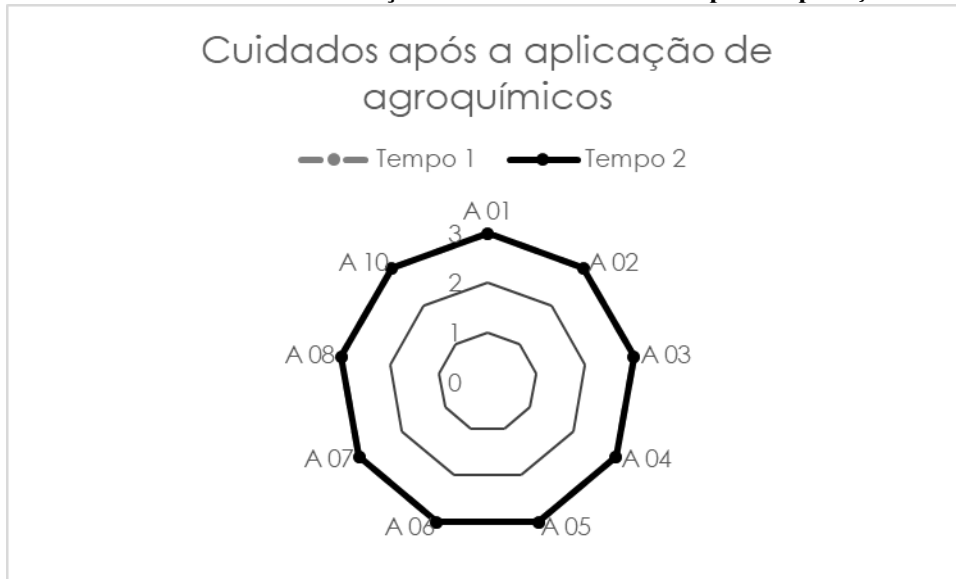 Cuidados após a aplicação de
agroquímicos
Tempo 1 Tempo 2
A 01
3
A 10 A 02
2
1
A 08 A 03
0
A 07 A 04
A 06 A 05